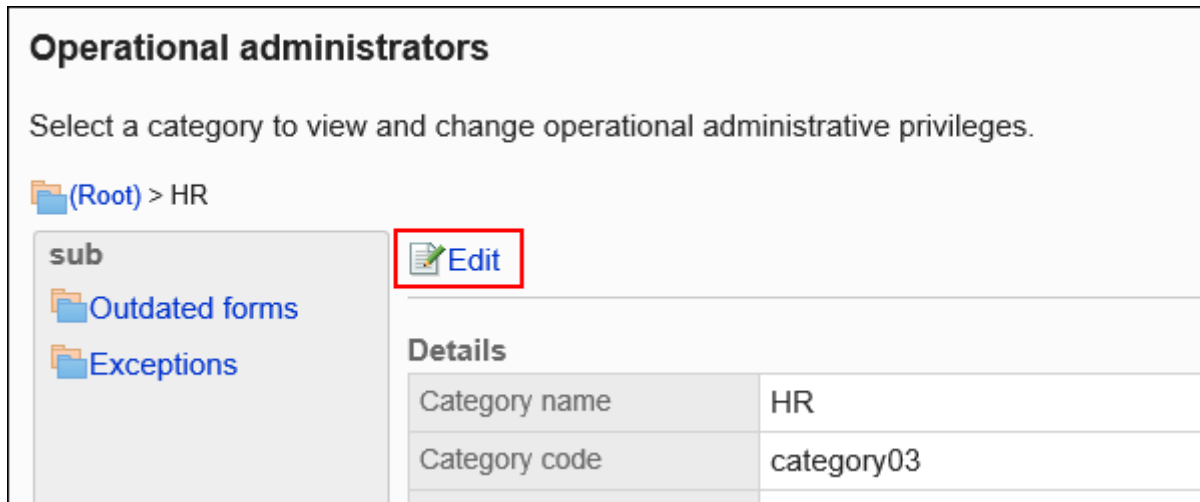 Operational administrators
Select a category to view and change operational administrative privileges.
(Root) > HR
sub
Outdated forms
Exceptions
Edit
Details
Category name HR
Category code category03